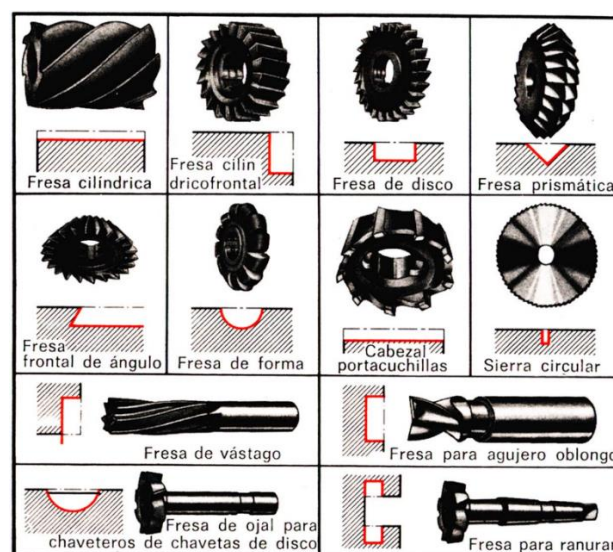 Fresa cilíndrica
Fresa cilin
dricofrontal
Fresa de disco
Fresa prismática
Fresa
frontal de ángulo
Fresa de forma
Cabezal
portacuchillas
Sierra circular
Fresa de vástago
Fresa para agujero oblongo
Fresa de ojal para
chaveteros de chavetas de disco
Fresa para ranurar